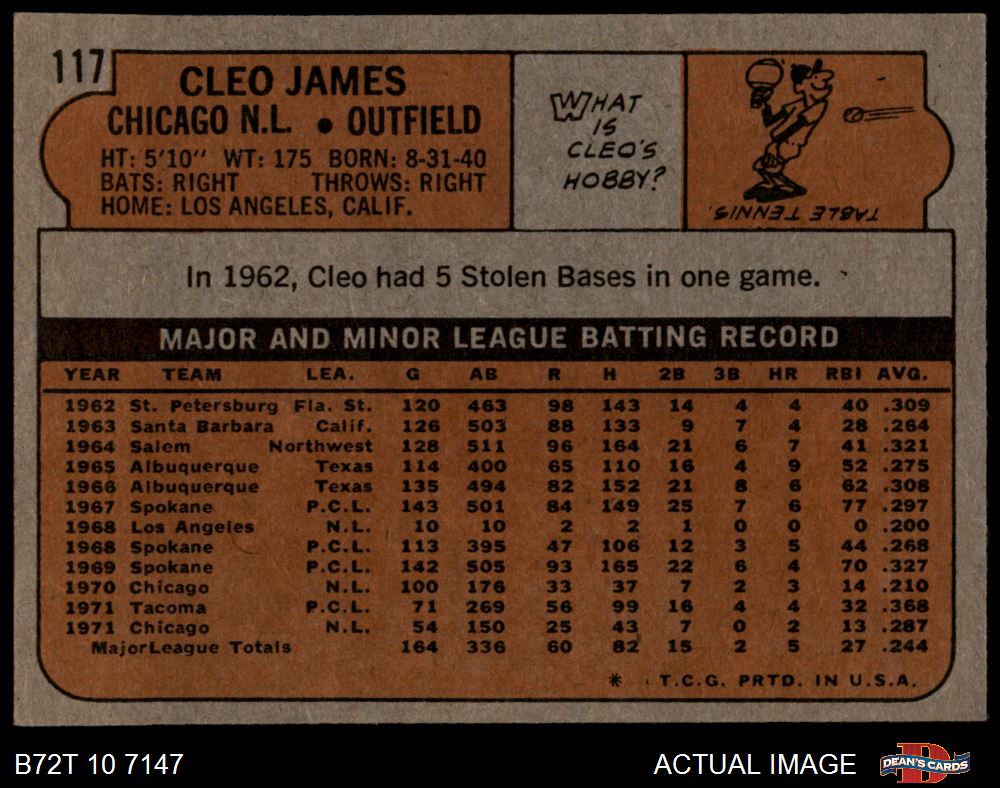 117
CLEO JAMES
CHICAGO N.L. • OUTFIELD
HT: 5'10" WT: 175 BORN: 8-31-40
BATS: RIGHT THROWS: RIGHT
HOME: LOS ANGELES, CALIF.
WHAT
IS
CLEO'S
HOBBY?
TABLE TENNIS.
In 1962, Cleo had 5 Stolen Bases in one game.
MAJOR AND MINOR LEAGUE BATTING RECORD
YEAR TEAM LEA. G AB R H 2B 3B HR RBI AVG.
1962 St. Petersburg Fla. St. 120 463 98 143 14 4 4 40 .309
1963 Santa Barbara Calif. 126 503 88 133 9 7 4 28 .264
1964 Salem Northwest 128 511 96 164 21 6 7 41 .321
1965 Albuquerque Texas 114 400 65 110 16 4 9 52 .275
1966 Albuquerque Texas 135 494 82 152 21 8 6 62 .308
1967 Spokane P.C.L. 143 501 84 149 25 7 6 77 .297
1968 Los Angeles N.L. 10 10 2 2 1 0 0 0 .200
1968 Spokane P.C.L. 113 395 47 106 12 3 5 44 .268
1969 Spokane P.C.L. 142 505 93 165 22 6 4 70 .327
1970 Chicago N.L. 100 176 33 37 7 2 3 14 .210
1971 Tacoma P.C.L. 71 269 56 99 16 4 4 32 .368
1971 Chicago N.L. 54 150 25 43 7 0 2 13 .287
Major League Totals 164 336 60 82 15 2 5 27 .244
* T.C.G. PRTD. IN U.S.A.
B72T 10 7147
ACTUAL IMAGE
DEAN'S CARDS